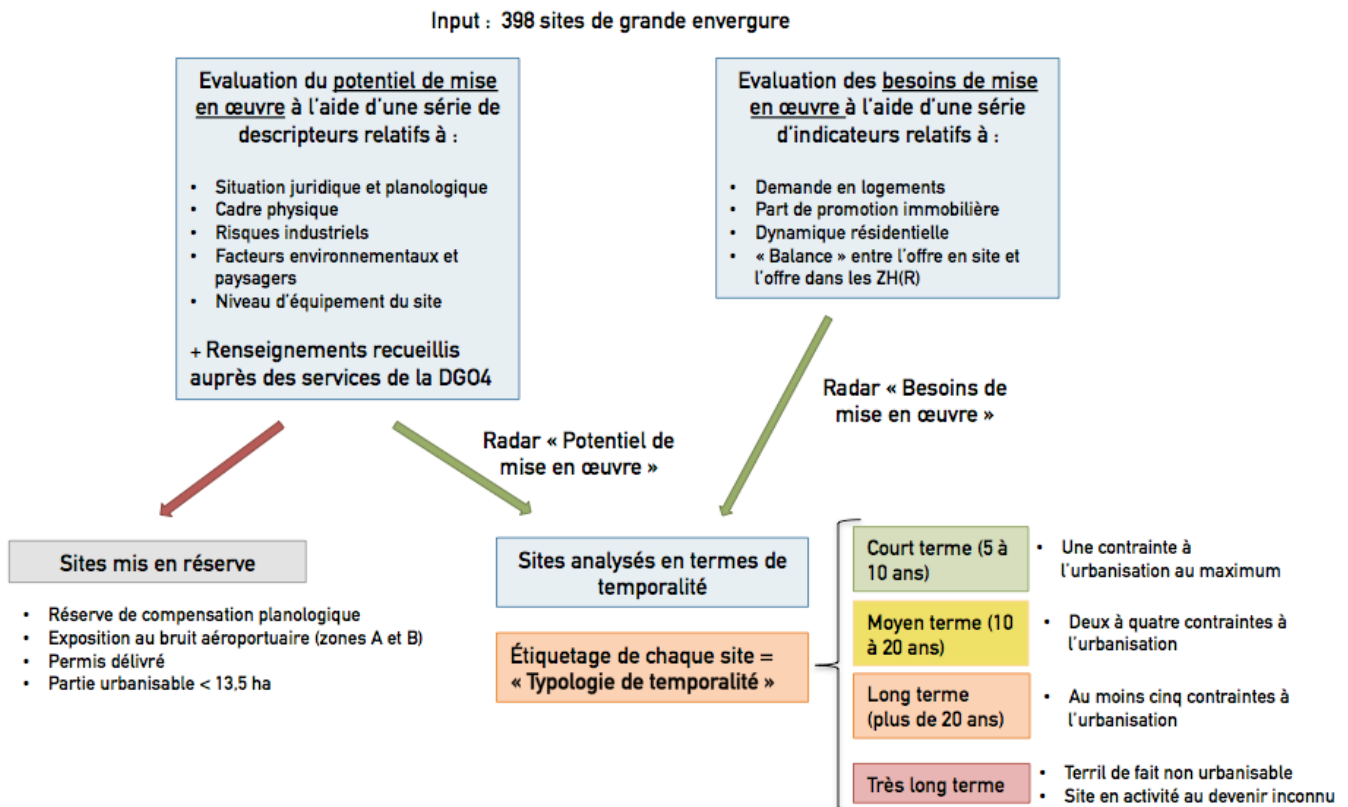 Input : 398 sites de grande envergure
Evaluation du potentiel de mise
en œuvre à l'aide d'une série de
descripteurs relatifs à :
• Situation juridique et planologique
• Cadre physique
• Risques industriels
• Facteurs environnementaux et
paysagers
• Niveau d'équipement du site
+ Renseignements recueillis
auprès des services de la DGO4
Evaluation des besoins de mise
en œuvre à l'aide d'une série
d'indicateurs relatifs à :
• Demande en logements
• Part de promotion immobilière
• Dynamique résidentielle
• « Balance » entre l'offre en site et
l'offre dans les ZH(R)
Radar « Besoins de
mise en œuvre »
Radar « Potentiel de
mise en œuvre »
Sites mis en réserve
• Réserve de compensation planologique
• Exposition au bruit aéroportuaire (zones A et B)
• Permis délivré
• Partie urbanisable < 13,5 ha
Sites analysés en termes de
temporalité
Étiquetage de chaque site =
« Typologie de temporalité »
Court terme (5 à
10 ans)
• Une contrainte à
l'urbanisation au maximum
Moyen terme (10
à 20 ans)
• Deux à quatre contraintes à
l'urbanisation
Long terme
(plus de 20 ans)
• Au moins cinq contraintes à
l'urbanisation
Très long terme
• Terril de fait non urbanisable
• Site en activité au devenir inconnu